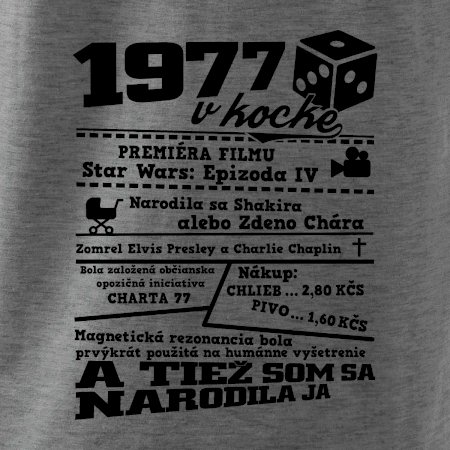 1977
v kocke
PREMIÉRA FILMU
Star Wars: Epizoda IV
Narodila sa Shakira
alebo Zdeno Chára
Zomrel Elvis Presley a Charlie Chaplin
Bola založená občianska
opozičná iniciatíva
CHARTA 77
Nákup:
CHLIEB ... 2,80 KČS
PIVO ... 1,60 KČS
Magnetická rezonancia bola
prvýkrát použitá na humánne vyšetrenie
A TIEŽ SOM SA
NARODILA JA